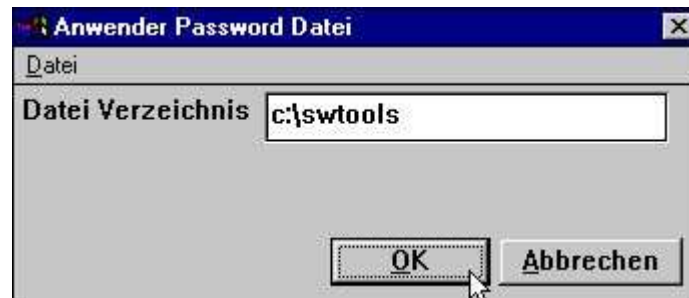 Anwender Password Datei
Datei
Datei Verzeichnis c:\swtools
OK Abbrechen